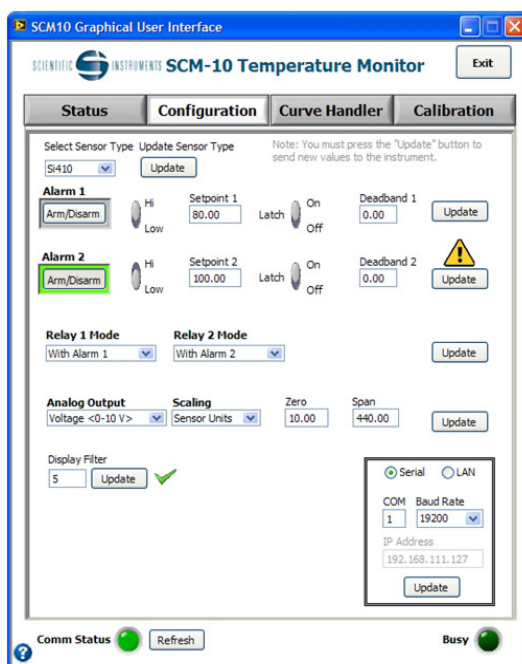 SCM10 Graphical User Interface
SCIENTIFIC INSTRUMENTS SCM-10 Temperature Monitor
Exit
Status Configuration Curve Handler Calibration
Select Sensor Type Update Sensor Type
Note: You must press the "Update" button to
send new values to the instrument.
Si410 Update
Alarm 1
Arm/Disarm Hi Low Setpoint 1 80.00 Latch On Off Deadband 1 0.00 Update
Alarm 2
Arm/Disarm Hi Low Setpoint 2 100.00 Latch On Off Deadband 2 0.00 Update
Relay 1 Mode Relay 2 Mode
With Alarm 1 With Alarm 2 Update
Analog Output Scaling Zero Span
Voltage <0-10 V> Sensor Units 10.00 440.00 Update
Display Filter
5 Update
Serial LAN
COM Baud Rate
1 19200
IP Address
192.168.111.127
Update
Comm Status Refresh Busy
?